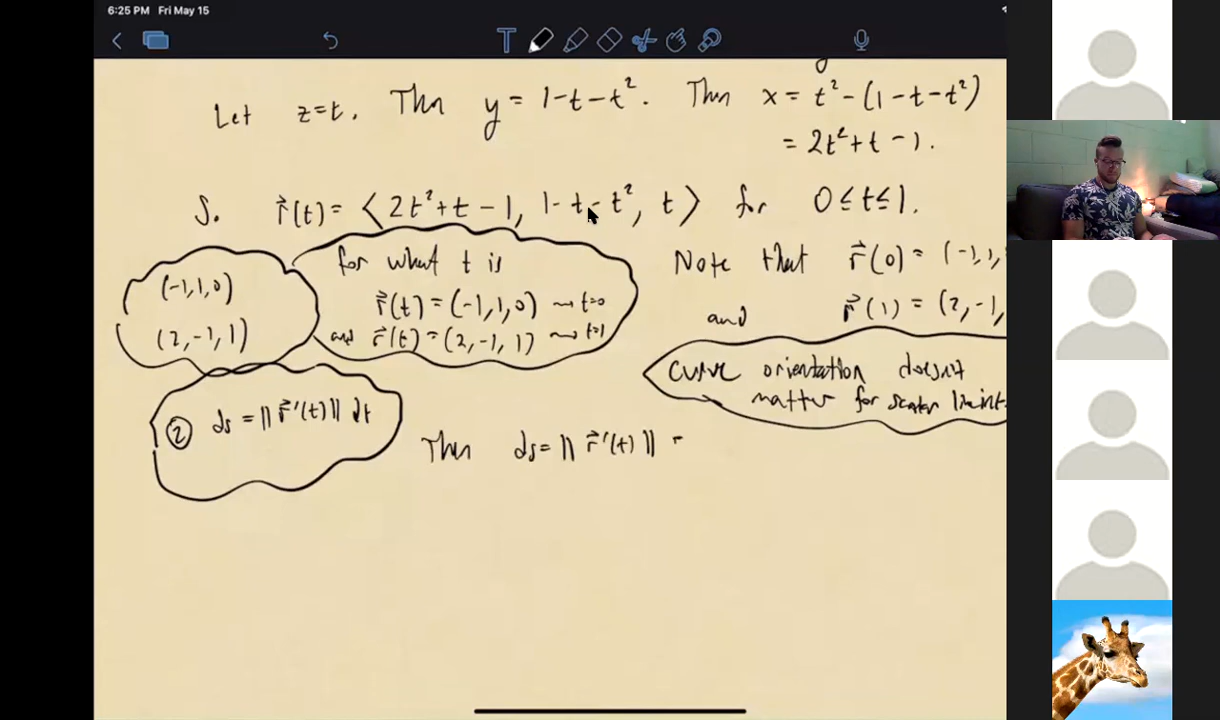 6:25 PM Fri May 15
Let z=t. Then y = 1-t-t². Then x = t²-(1-t-t²)
= 2t²+t-1.
So r⃗(t) = ⟨2t²+t-1, 1-t-t², t⟩ for 0≤t≤1.
(-1,1,0)
(2,-1,1)
for what t is
r⃗(t) = (-1,1,0) ⇝ t=0
and r⃗(t) = (2,-1,1) ⇝ t=1
Note that r⃗(0) = (-1,1,
and r⃗(1) = (2,-1,
Curve orientation doesn't
matter for scalar line int.
② ds = || r⃗'(t) || dt
Then ds = || r⃗'(t) ||